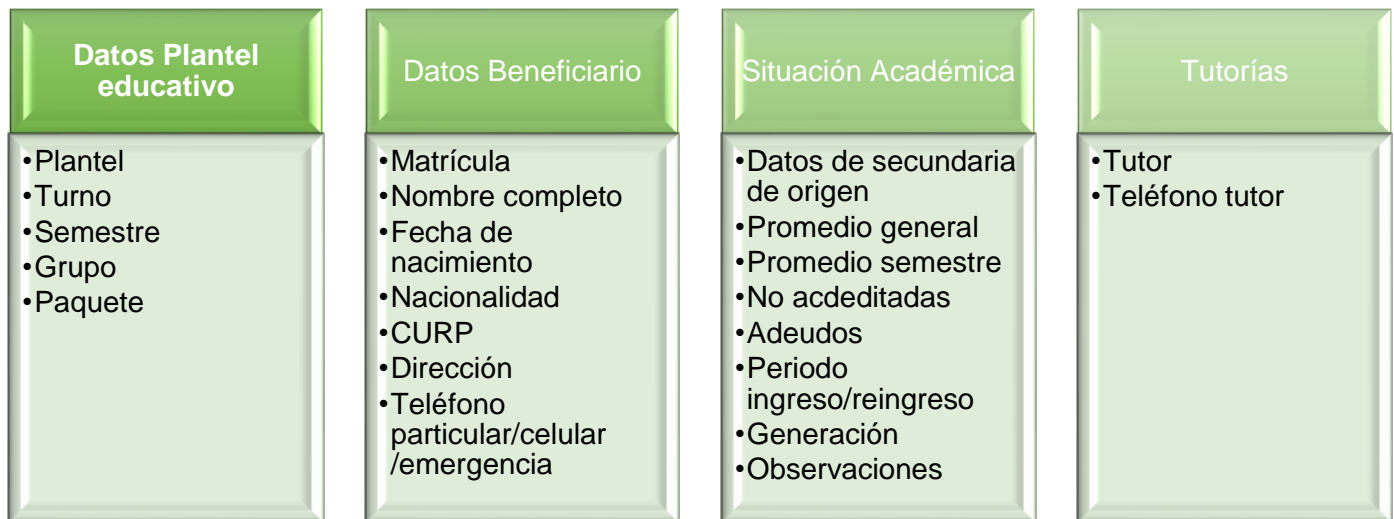 Datos Plantel
educativo
•Plantel
•Turno
•Semestre
•Grupo
•Paquete
Datos Beneficiario
•Matrícula
•Nombre completo
•Fecha de
nacimiento
•Nacionalidad
•CURP
•Dirección
•Teléfono
particular/celular
/emergencia
Situación Académica
•Datos de secundaria
de origen
•Promedio general
•Promedio semestre
•No acdeditadas
•Adeudos
•Periodo
ingreso/reingreso
•Generación
•Observaciones
Tutorías
•Tutor
•Teléfono tutor